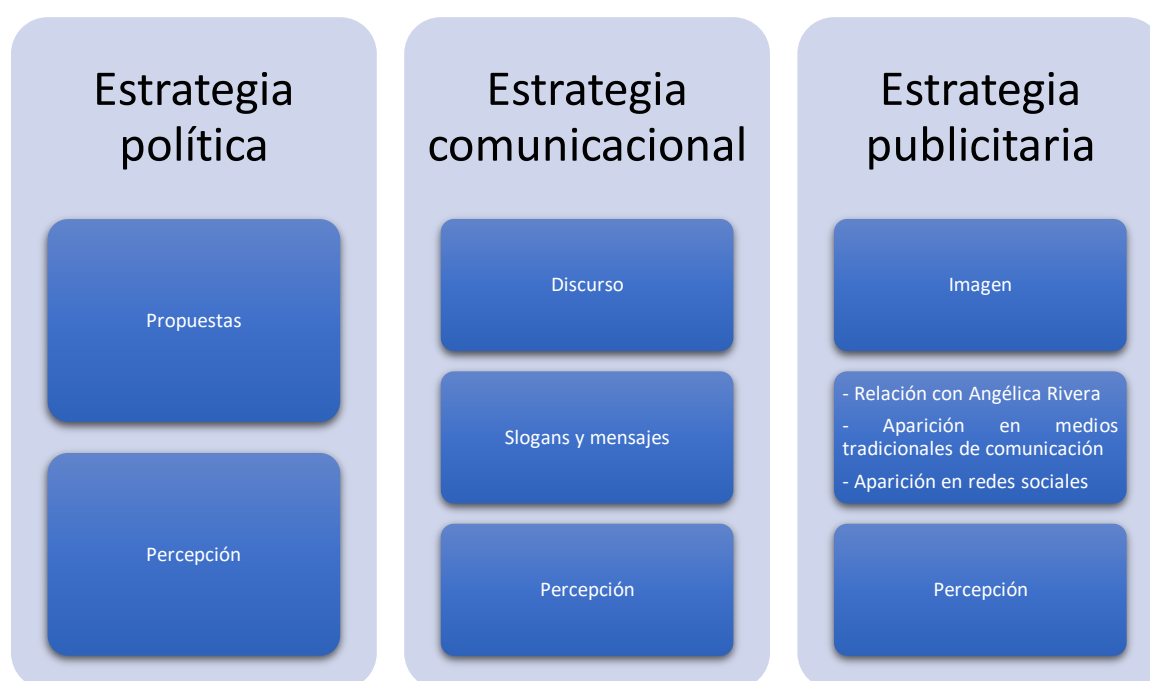 Estrategia
política
Propuestas
Percepción
Estrategia
comunicacional
Discurso
Slogans y mensajes
Percepción
Estrategia
publicitaria
Imagen
- Relación con Angélica Rivera
- Aparición en medios
tradicionales de comunicación
- Aparición en redes sociales
Percepción